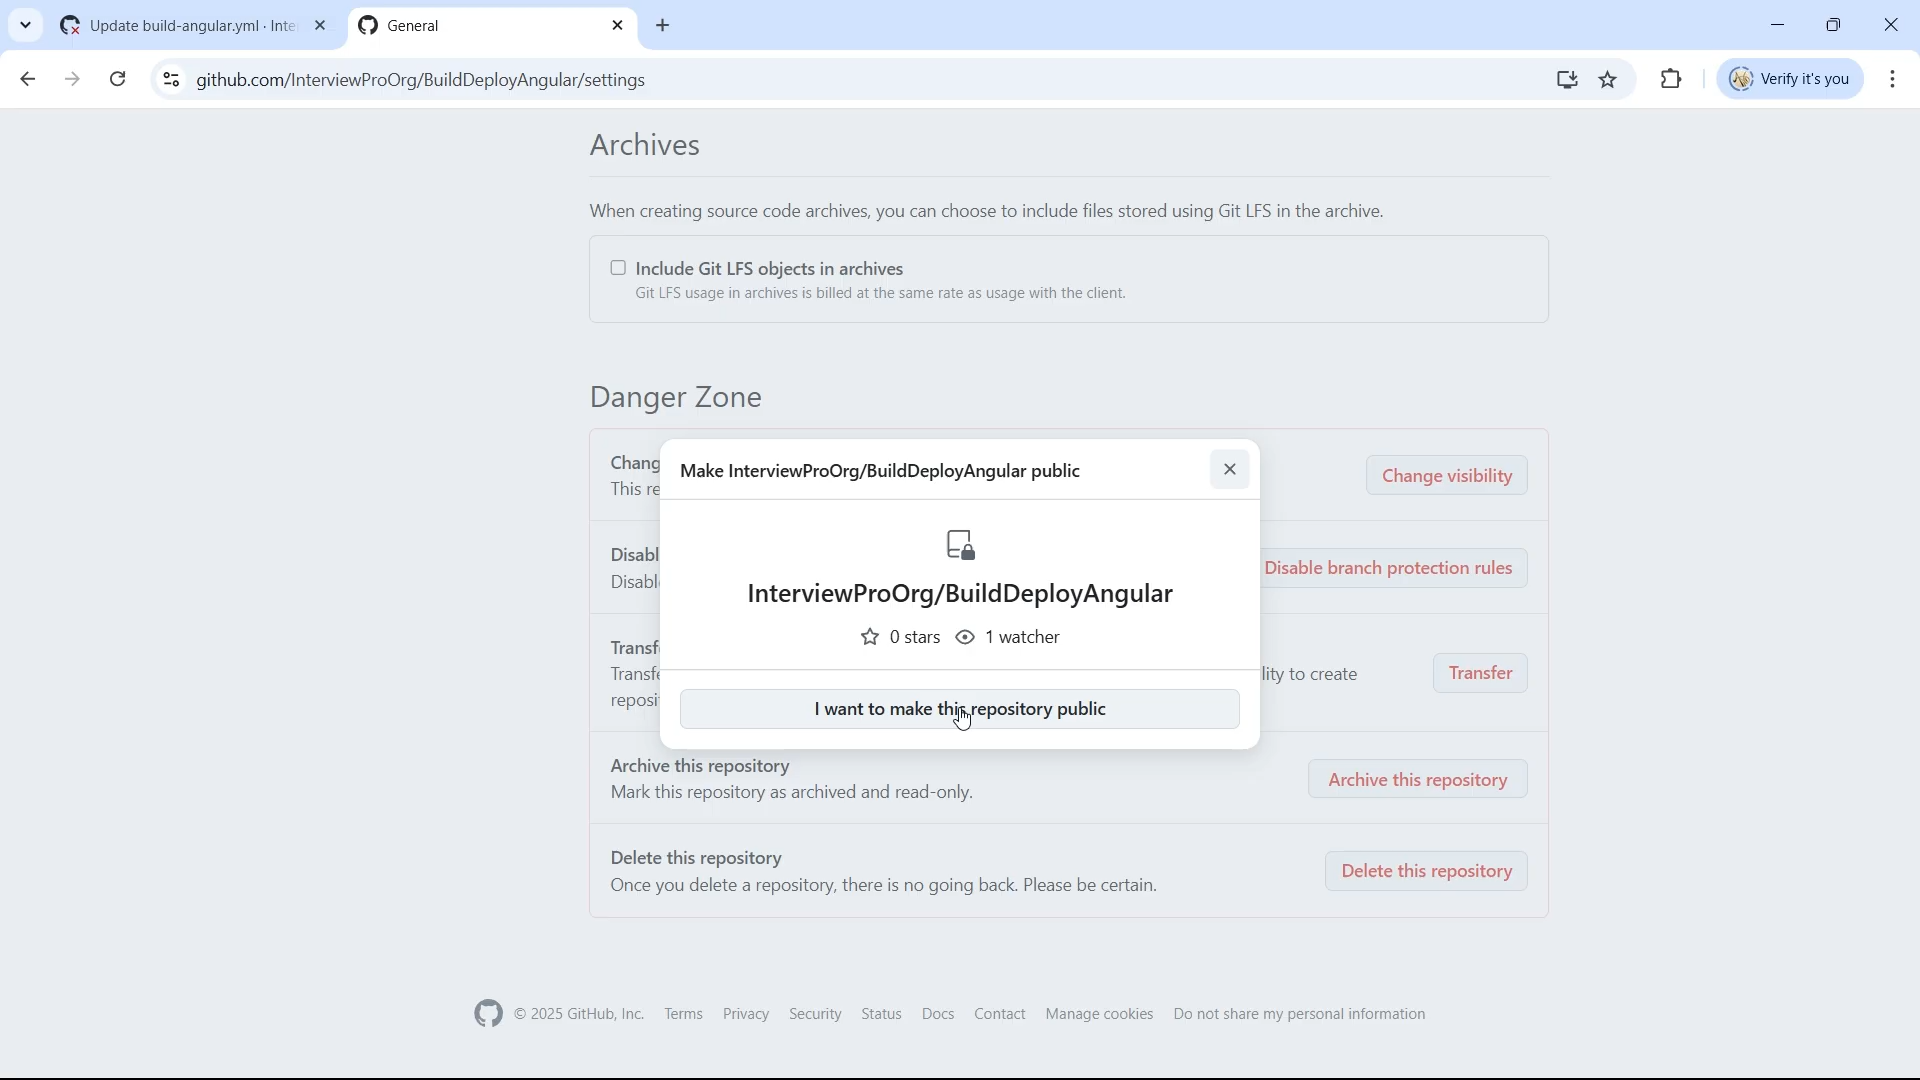 Update build-angular.yml · Inte
General
github.com/InterviewProOrg/BuildDeployAngular/settings
Verify it's you
Archives
When creating source code archives, you can choose to include files stored using Git LFS in the archive.
Include Git LFS objects in archives
Git LFS usage in archives is billed at the same rate as usage with the client.
Danger Zone
Chang
This re
Change visibility
Make InterviewProOrg/BuildDeployAngular public
InterviewProOrg/BuildDeployAngular
0 stars 1 watcher
I want to make this repository public
Disabl
Disable
Disable branch protection rules
Transf
Transfe
lity to create
reposi
Transfer
Archive this repository
Mark this repository as archived and read-only.
Archive this repository
Delete this repository
Once you delete a repository, there is no going back. Please be certain.
Delete this repository
© 2025 GitHub, Inc. Terms Privacy Security Status Docs Contact Manage cookies Do not share my personal information